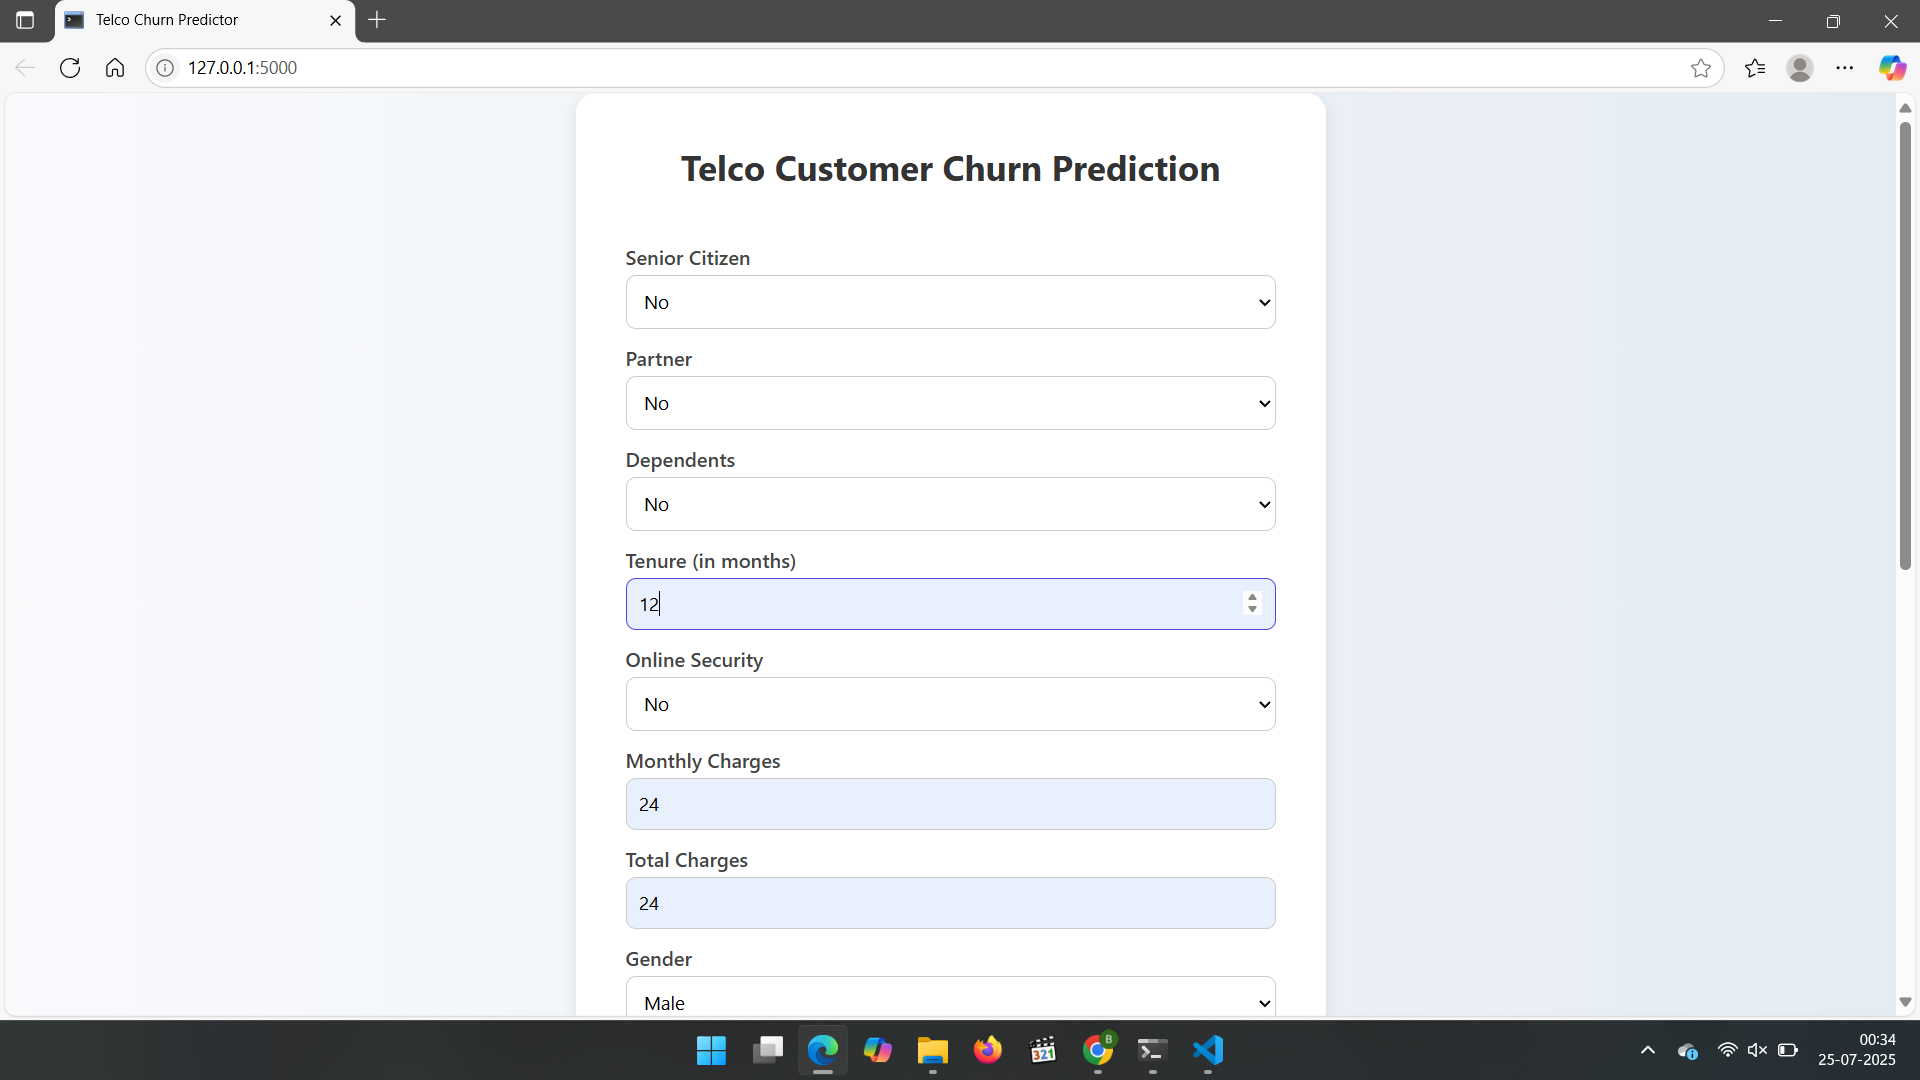 Telco Churn Predictor
127.0.0.1:5000
Telco Customer Churn Prediction
Senior Citizen
No
Partner
No
Dependents
No
Tenure (in months)
12
Online Security
No
Monthly Charges
24
Total Charges
24
Gender
Male
321
B
00:34
25-07-2025